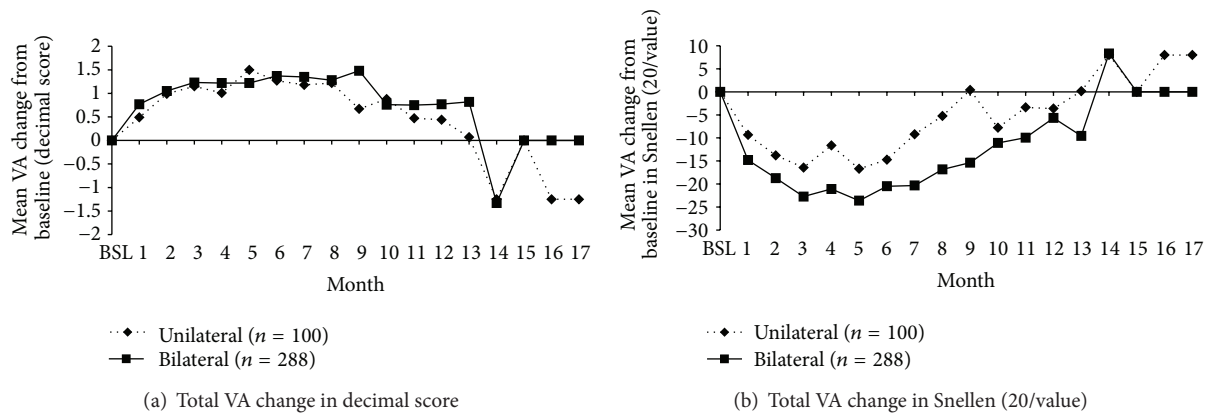 Mean VA change from
baseline (decimal score)
2
1.5
1
0.5
0
−0.5
−1
−1.5
−2
BSL 1 2 3 4 5 6 7 8 9 10 11 12 13 14 15 16 17
Month
Unilateral (n = 100)
Bilateral (n = 288)
(a) Total VA change in decimal score
Mean VA change from
baseline in Snellen (20/value)
10
5
0
−5
−10
−15
−20
−25
−30
BSL 1 2 3 4 5 6 7 8 9 10 11 12 13 14 15 16 17
Month
Unilateral (n = 100)
Bilateral (n = 288)
(b) Total VA change in Snellen (20/value)